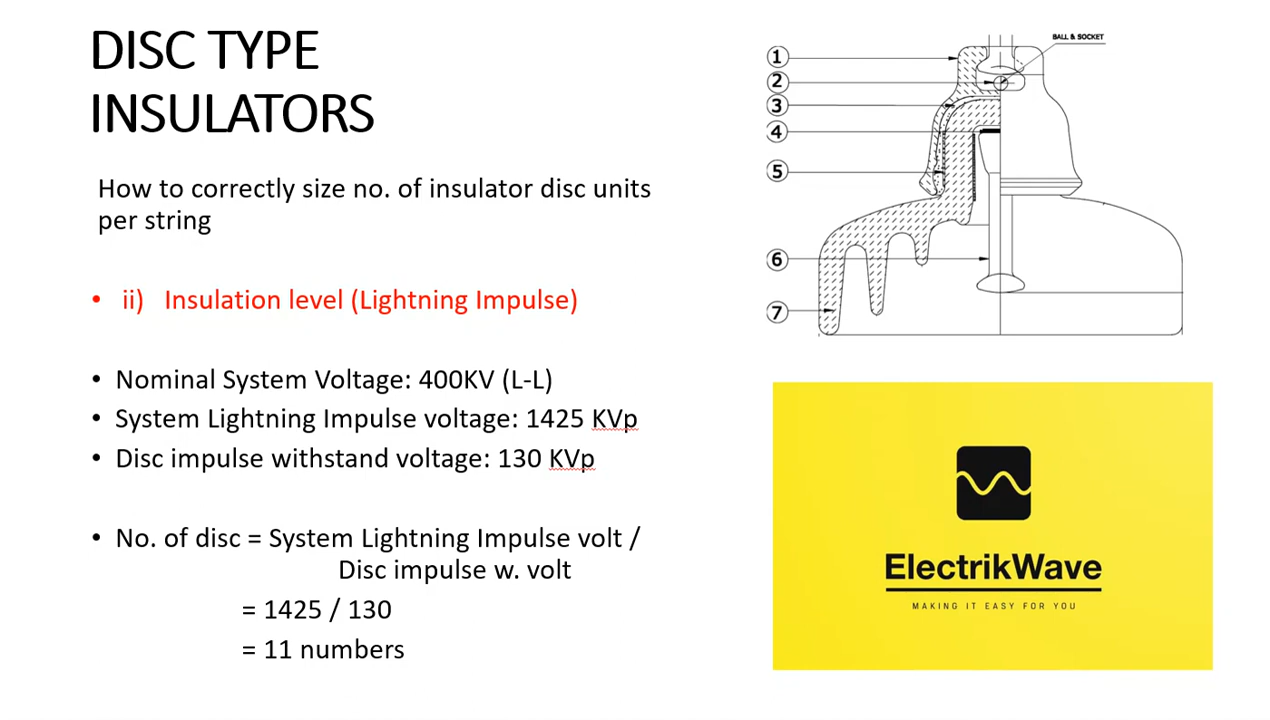 DISC TYPE
INSULATORS
How to correctly size no. of insulator disc units
per string
• ii) Insulation level (Lightning Impulse)
• Nominal System Voltage: 400KV (L-L)
• System Lightning Impulse voltage: 1425 KVp
• Disc impulse withstand voltage: 130 KVp
• No. of disc = System Lightning Impulse volt /
Disc impulse w. volt
= 1425 / 130
= 11 numbers
BALL & SOCKET
1
2
3
4
5
6
7
ElectrikWave
MAKING IT EASY FOR YOU